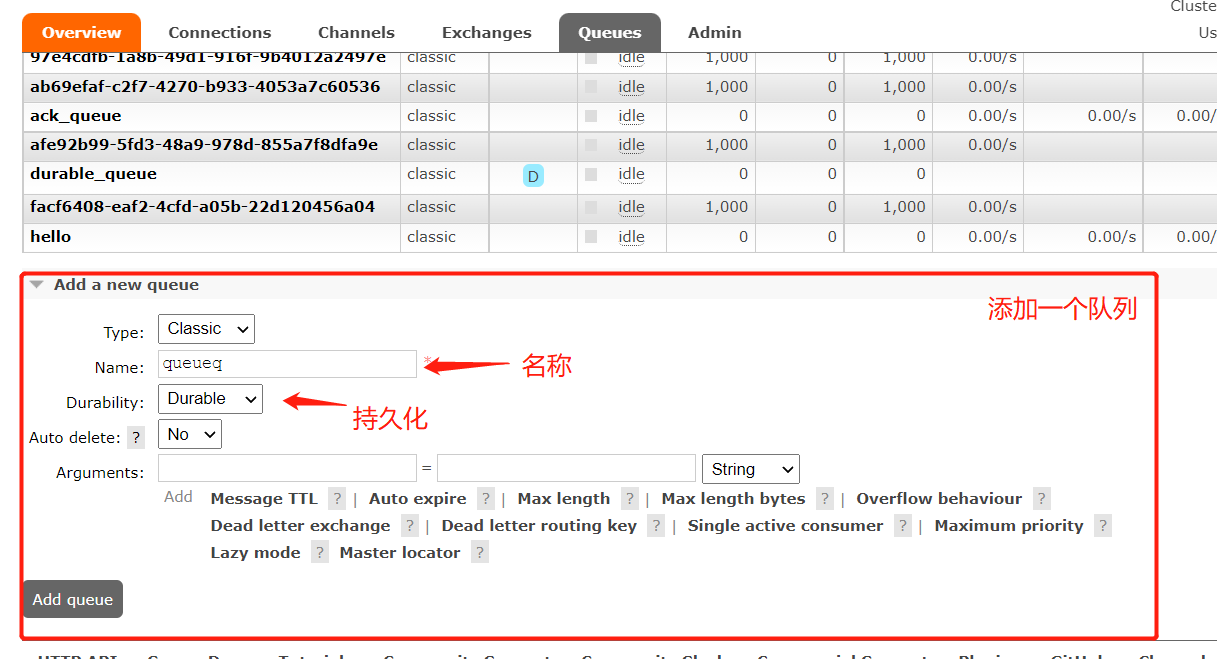 Cluste
Overview Connections Channels Exchanges Queues Admin Us
97e4cdfb-1a8b-49d1-916f-9b4012a2497e classic idle 1,000 0 1,000 0.00/s
ab69efaf-c2f7-4270-b933-4053a7c60536 classic idle 1,000 0 1,000 0.00/s
ack_queue classic idle 0 0 0 0.00/s 0.00/s 0.00/
afe92b99-5fd3-48a9-978d-855a7f8dfa9e classic idle 1,000 0 1,000 0.00/s
durable_queue classic D idle 0 0 0
facf6408-eaf2-4cfd-a05b-22d120456a04 classic idle 1,000 0 1,000 0.00/s
hello classic idle 0 0 0 0.00/s 0.00/s 0.00/
Add a new queue
添加一个队列
Type: Classic
Name: queueq * 名称
Durability: Durable 持久化
Auto delete: ? No
Arguments: = String
Add Message TTL ? | Auto expire ? | Max length ? | Max length bytes ? | Overflow behaviour ?
Dead letter exchange ? | Dead letter routing key ? | Single active consumer ? | Maximum priority ?
Lazy mode ? Master locator ?
Add queue